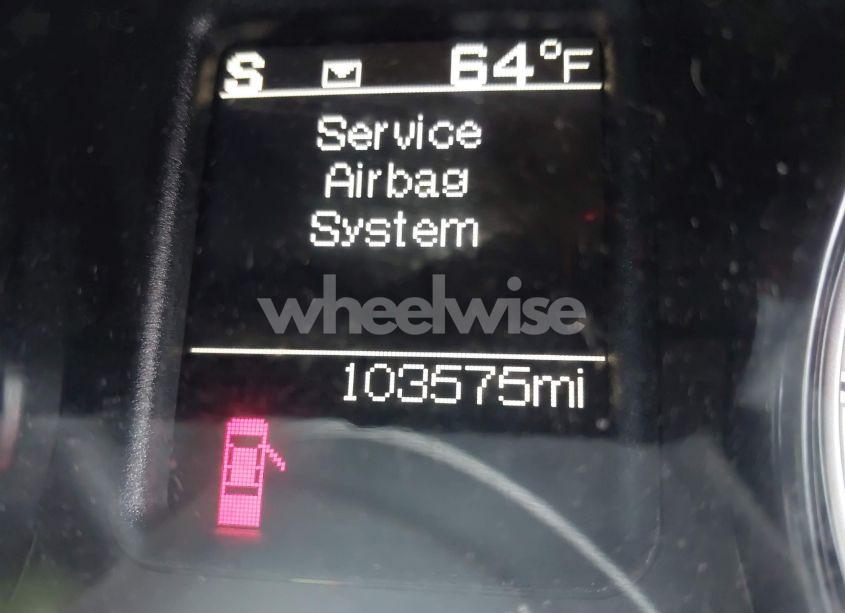 S 64°F
Service
Airbag
System
wheelwise
103575mi